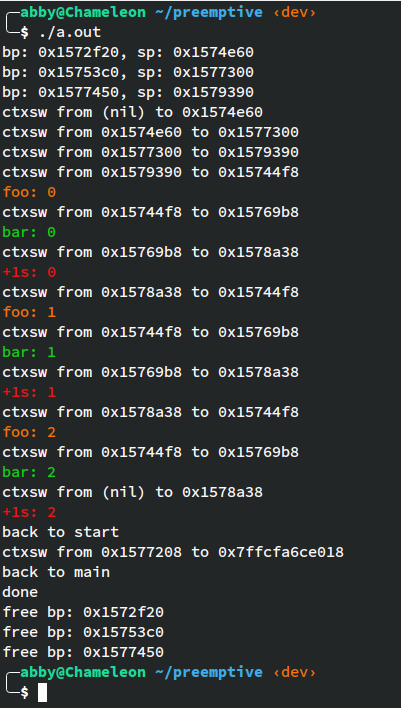 abby@Chameleon ~/preemptive ‹dev›
$ ./a.out
bp: 0x1572f20, sp: 0x1574e60
bp: 0x15753c0, sp: 0x1577300
bp: 0x1577450, sp: 0x1579390
ctxsw from (nil) to 0x1574e60
ctxsw from 0x1574e60 to 0x1577300
ctxsw from 0x1577300 to 0x1579390
ctxsw from 0x1579390 to 0x15744f8
foo: 0
ctxsw from 0x15744f8 to 0x15769b8
bar: 0
ctxsw from 0x15769b8 to 0x1578a38
+1s: 0
ctxsw from 0x1578a38 to 0x15744f8
foo: 1
ctxsw from 0x15744f8 to 0x15769b8
bar: 1
ctxsw from 0x15769b8 to 0x1578a38
+1s: 1
ctxsw from 0x1578a38 to 0x15744f8
foo: 2
ctxsw from 0x15744f8 to 0x15769b8
bar: 2
ctxsw from (nil) to 0x1578a38
+1s: 2
back to start
ctxsw from 0x1577208 to 0x7ffcfa6ce018
back to main
done
free bp: 0x1572f20
free bp: 0x15753c0
free bp: 0x1577450
abby@Chameleon ~/preemptive ‹dev›
$